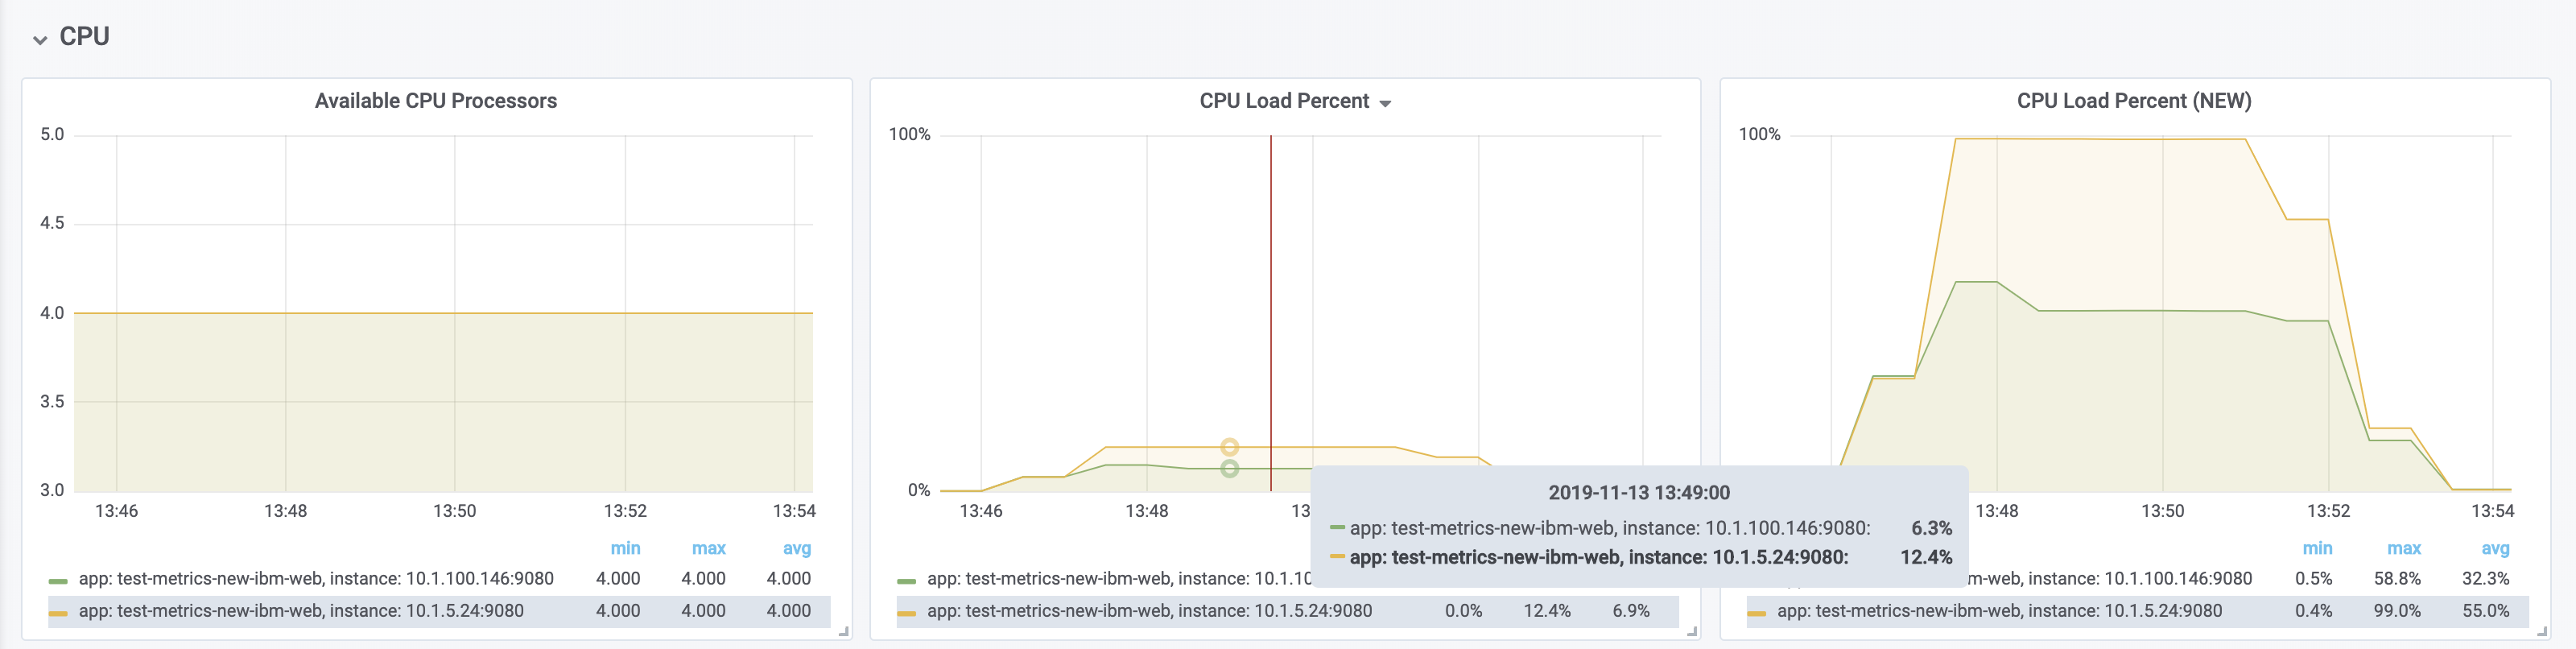 CPU
Available CPU Processors
5.0
4.5
4.0
3.5
3.0
13:46 13:48 13:50 13:52 13:54
min max avg
app: test-metrics-new-ibm-web, instance: 10.1.100.146:9080 4.000 4.000 4.000
app: test-metrics-new-ibm-web, instance: 10.1.5.24:9080 4.000 4.000 4.000
CPU Load Percent
100%
0%
13:46 13:48 13
app: test-metrics-new-ibm-web, instance: 10.1.10
app: test-metrics-new-ibm-web, instance: 10.1.5.24:9080 0.0% 12.4% 6.9%
2019-11-13 13:49:00
app: test-metrics-new-ibm-web, instance: 10.1.100.146:9080: 6.3%
app: test-metrics-new-ibm-web, instance: 10.1.5.24:9080: 12.4%
CPU Load Percent (NEW)
100%
13:48 13:50 13:52 13:54
min max avg
m-web, instance: 10.1.100.146:9080 0.5% 58.8% 32.3%
app: test-metrics-new-ibm-web, instance: 10.1.5.24:9080 0.4% 99.0% 55.0%